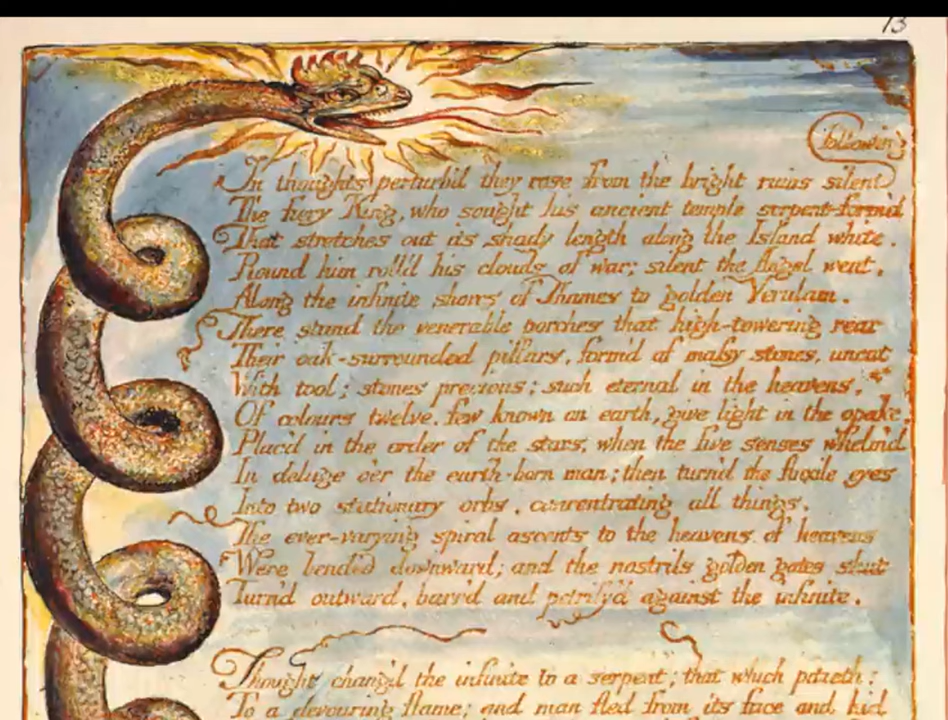 13
following
In thoughts perturb'd they rose from the bright ruins silent
The fiery King, who sought his ancient temple serpent-form'd
That stretches out its shady length along the Island white.
Round him roll'd his clouds of war; silent the Angel went,
Along the infinite shores of Thames to golden Verulam.
There stand the venerable porches that high-towering rear
Their oak-surrounded pillars, form'd of massy stones, uncut
With tool; stones precious; such eternal in the heavens,
Of colours twelve, few known on earth, give light in the opake,
Plac'd in the order of the stars, when the five senses whelm'd
In deluge o'er the earth-born man; then turn'd the fluxile eyes
Into two stationary orbs, concentrating all things.
The ever-varying spiral ascents to the heavens of heavens
Were bended downward; and the nostrils golden gates shut
Turn'd outward, barr'd and petrify'd against the infinite.
Thought chang'd the infinite to a serpent; that which pitieth:
To a devouring flame; and man fled from its face and hid